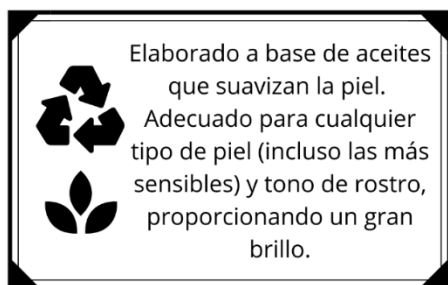 Elaborado a base de aceites
que suavizan la piel.
Adecuado para cualquier
tipo de piel (incluso las más
sensibles) y tono de rostro,
proporcionando un gran
brillo.